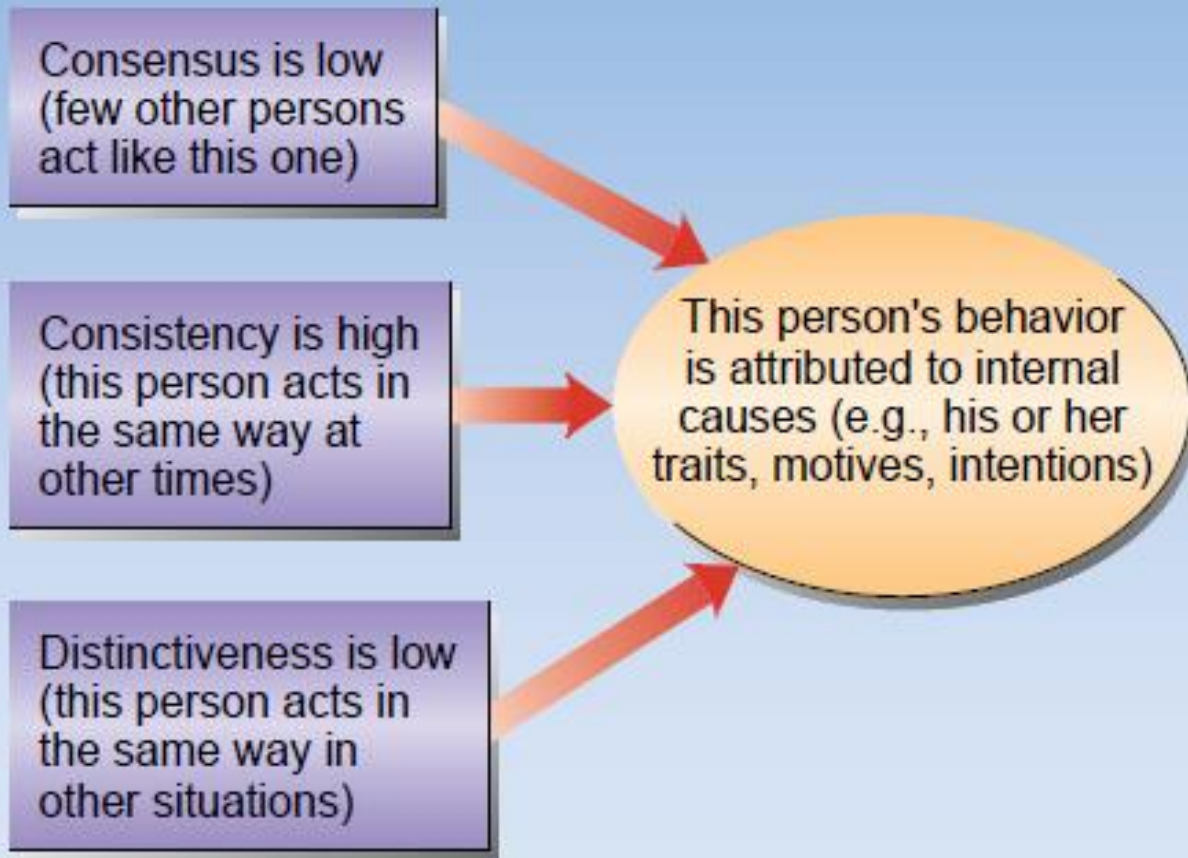 Consensus is low
(few other persons
act like this one)
Consistency is high
(this person acts in
the same way at
other times)
Distinctiveness is low
(this person acts in
the same way in
other situations)
This person's behavior
is attributed to internal
causes (e.g., his or her
traits, motives, intentions)